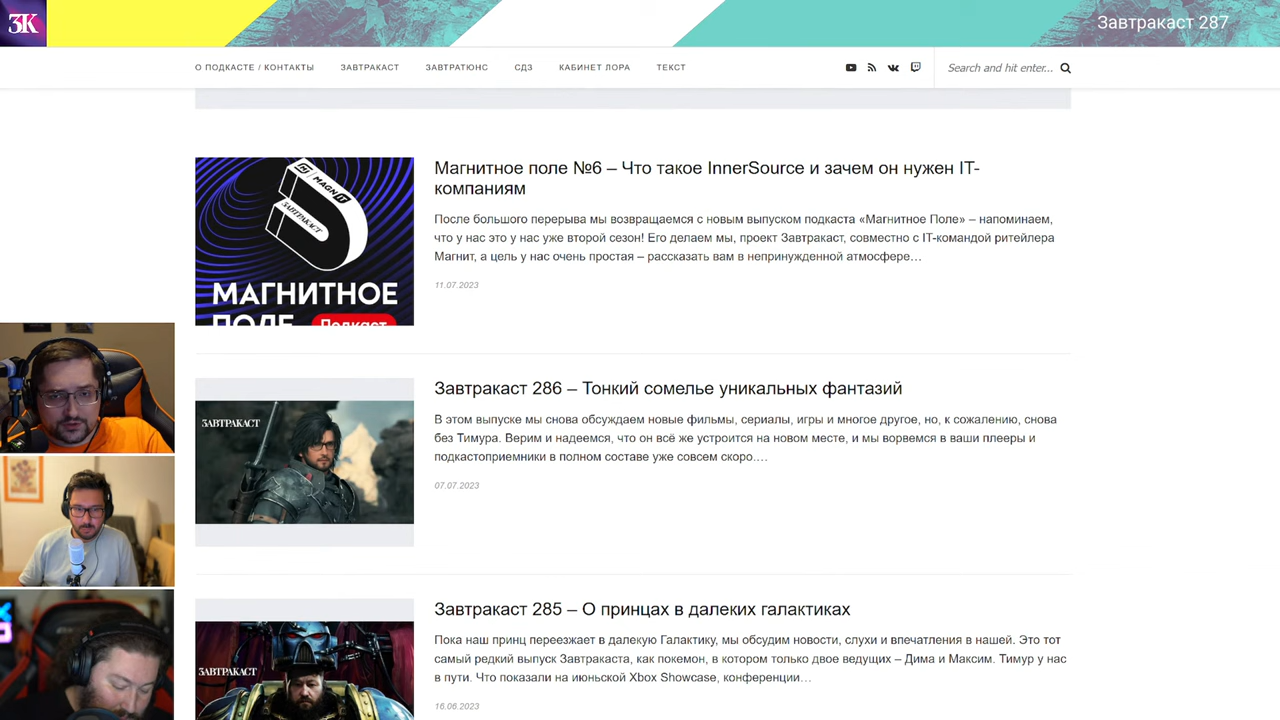 ЗК
Завтракаст 287
О ПОДКАСТЕ / КОНТАКТЫ ЗАВТРАКАСТ ЗАВТАТЮНС СДЗ КАБИНЕТ ЛОРА ТЕКСТ Search and hit enter...
MAGNIT
ЗАВТРАКАСТ
МАГНИТНОЕ
ПОЛЕ Подкаст
Магнитное поле №6 – Что такое InnerSource и зачем он нужен IT-
компаниям
После большого перерыва мы возвращаемся с новым выпуском подкаста «Магнитное Поле» – напоминаем,
что у нас это у нас уже второй сезон! Его делаем мы, проект Завтракаст, совместно с IT-командой ритейлера
Магнит, а цель у нас очень простая – рассказать вам в непринужденной атмосфере…
11.07.2023
ЗАВТРАКАСТ
Завтракаст 286 – Тонкий сомелье уникальных фантазий
В этом выпуске мы снова обсуждаем новые фильмы, сериалы, игры и многое другое, но, к сожалению, снова
без Тимура. Верим и надеемся, что он всё же устроится на новом месте, и мы ворвемся в ваши плееры и
подкастоприемники в полном составе уже совсем скоро.…
07.07.2023
ЗАВТРАКАСТ
Завтракаст 285 – О принцах в далеких галактиках
Пока наш принц переезжает в далекую Галактику, мы обсудим новости, слухи и впечатления в нашей. Это тот
самый редкий выпуск Завтракаста, как покемон, в котором только двое ведущих – Дима и Максим. Тимур у нас
в пути. Что показали на июньской Xbox Showcase, конференции…
16.06.2023